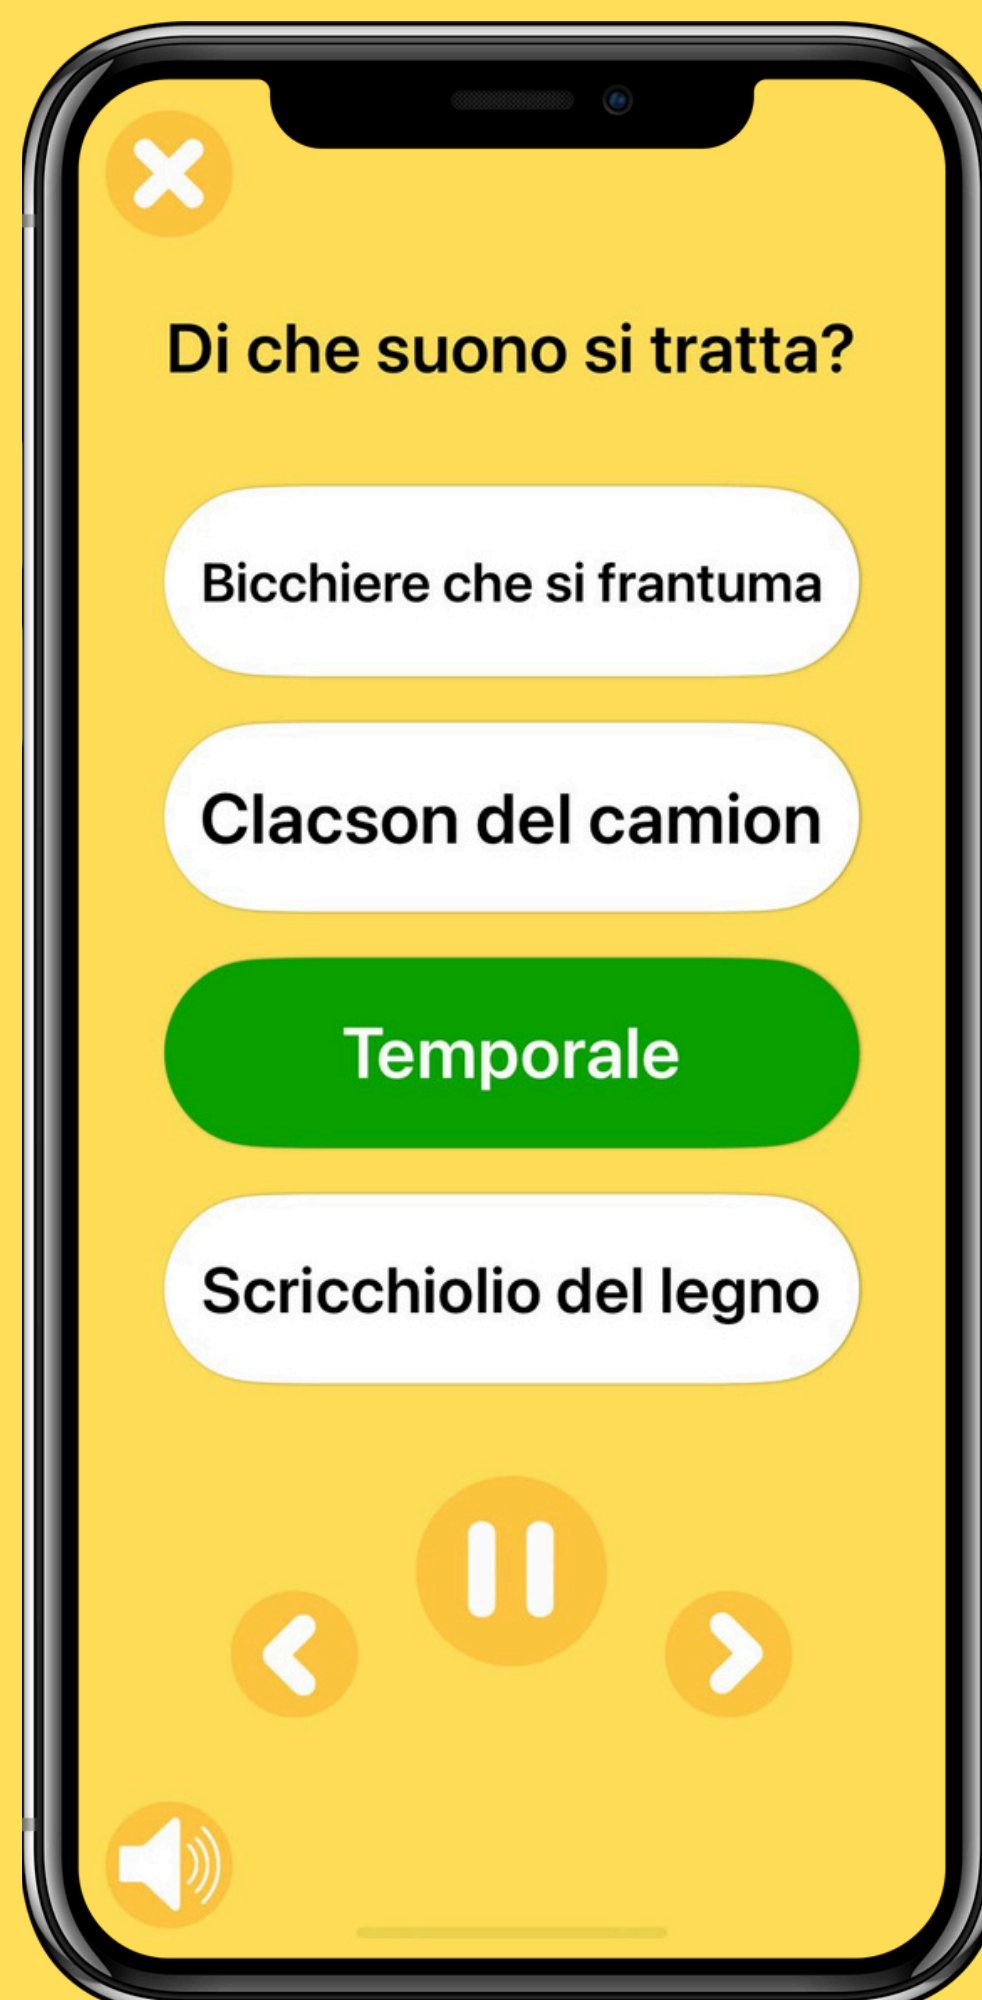 Di che suono si tratta?
Bicchiere che si frantuma
Clacson del camion
Temporale
Scricchiolio del legno